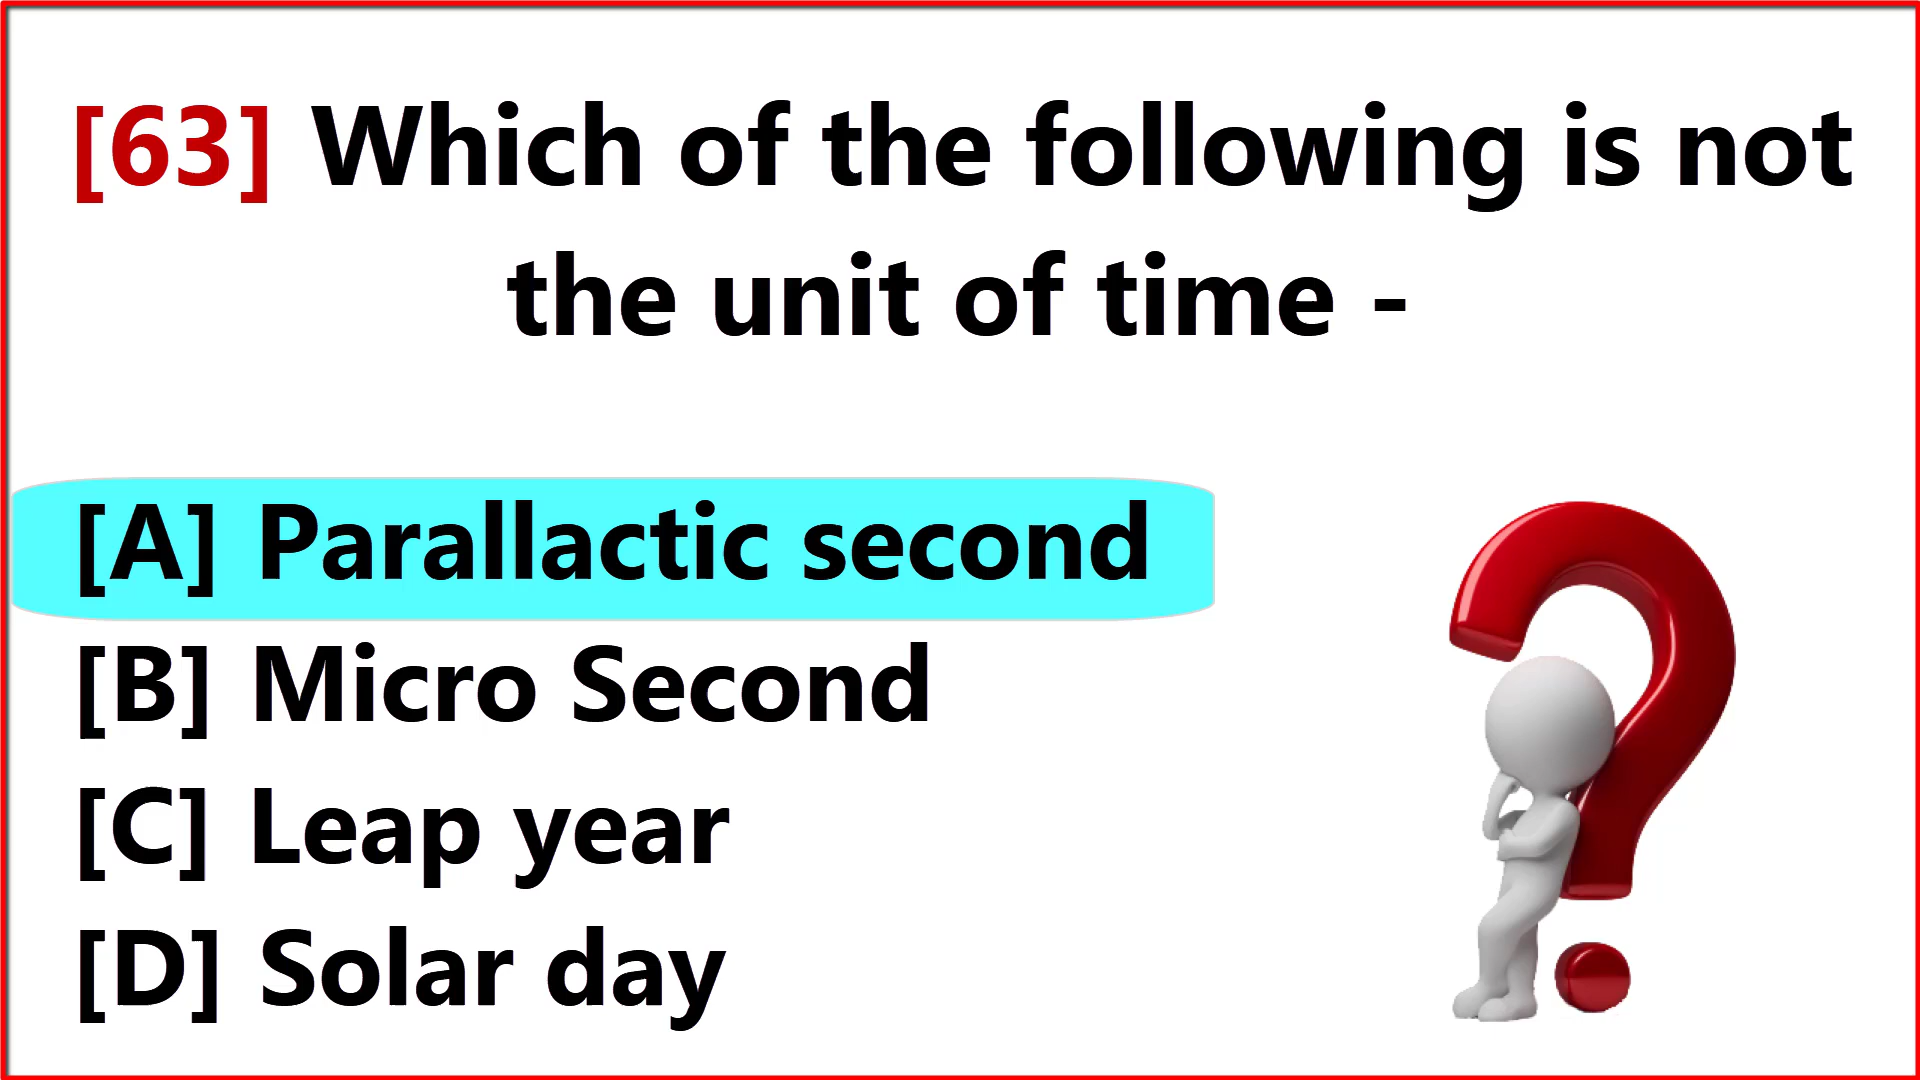 [63] Which of the following is not
the unit of time -
[A] Parallactic second
[B] Micro Second
[C] Leap year
[D] Solar day